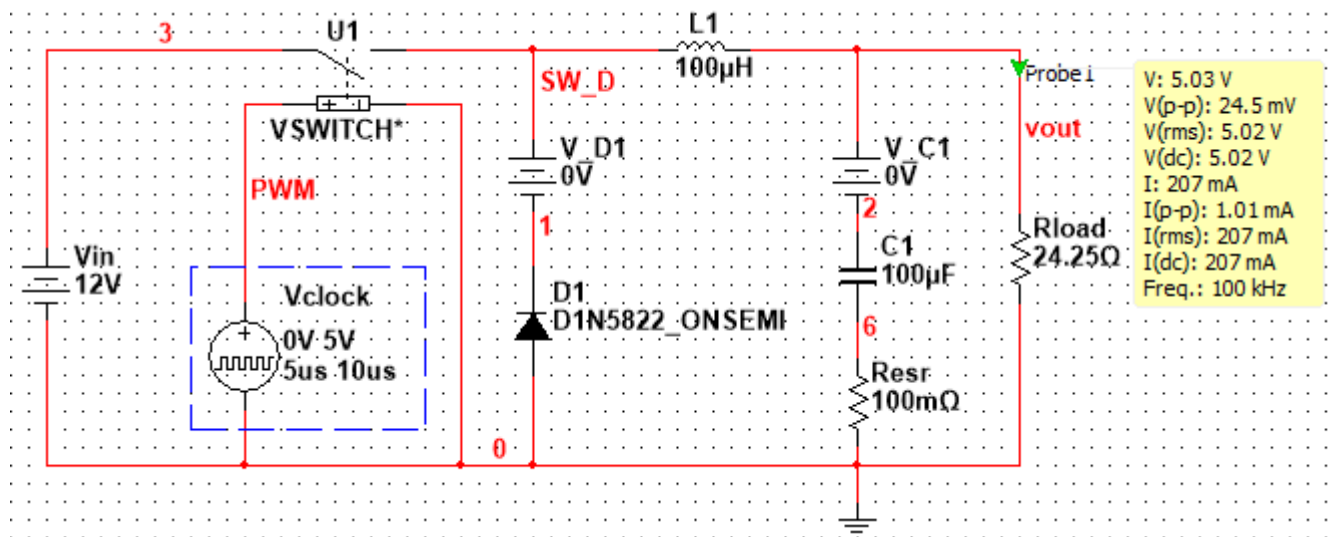 3
U1
VSWITCH*
PWM
Vin
12V
Vclock
0V 5V
5us 10us
SW_D
V_D1
0V
1
D1
D1N5822_ONSEMI
0
L1
100µH
V_C1
0V
2
C1
100µF
6
Resr
100mΩ
Probe1
vout
Rload
24.25Ω
V: 5.03 V
V(p-p): 24.5 mV
V(rms): 5.02 V
V(dc): 5.02 V
I: 207 mA
I(p-p): 1.01 mA
I(rms): 207 mA
I(dc): 207 mA
Freq.: 100 kHz